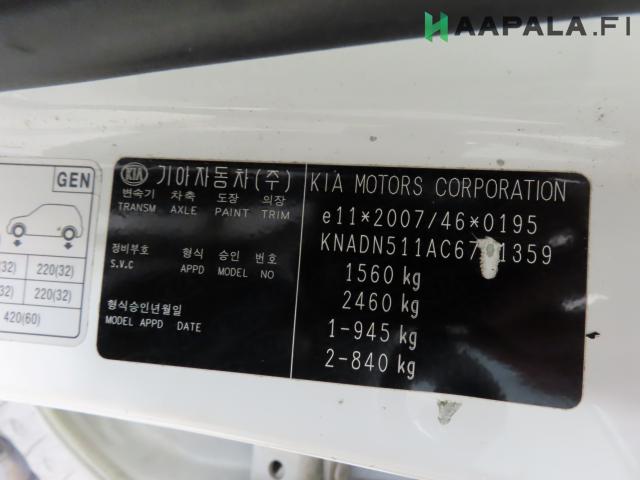 HAAPALA.FI
GEN
(32) 220(32)
(32) 220(32)
420(60)
KIA 기아자동차(주)
변속기 차축 도장 의장
TRANSM AXLE PAINT TRIM
정비부호 형식 승인 번호
S.V.C APPD MODEL NO
형식승인년월일
MODEL APPD DATE
KIA MOTORS CORPORATION
e11*2007/46*0195
1560 kg
2460 kg
1-945 kg
2-840 kg